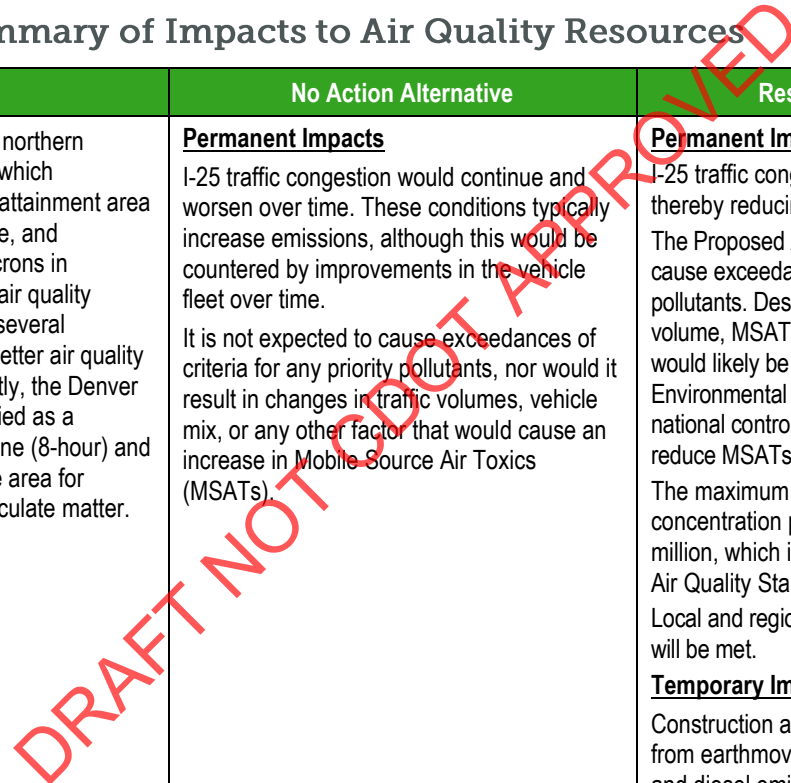 mmary of Impacts to Air Quality Resources
No Action Alternative
Res
northern
which
attainment area
e, and
crons in
air quality
several
etter air quality
tly, the Denver
ied as a
ne (8-hour) and
e area for
culate matter.
Permanent Impacts
I-25 traffic congestion would continue and
worsen over time. These conditions typically
increase emissions, although this would be
countered by improvements in the vehicle
fleet over time.
It is not expected to cause exceedances of
criteria for any priority pollutants, nor would it
result in changes in traffic volumes, vehicle
mix, or any other factor that would cause an
increase in Mobile Source Air Toxics
(MSATs).
Permanent Im
I-25 traffic cong
thereby reducin
The Proposed
cause exceeda
pollutants. Des
volume, MSAT
would likely be
Environmental
national contro
reduce MSATs
The maximum
concentration p
million, which i
Air Quality Sta
Local and regio
will be met.
Temporary Im
Construction a
from earthmov
and diesel emi
DRAFT NOT CDOT APPROVED